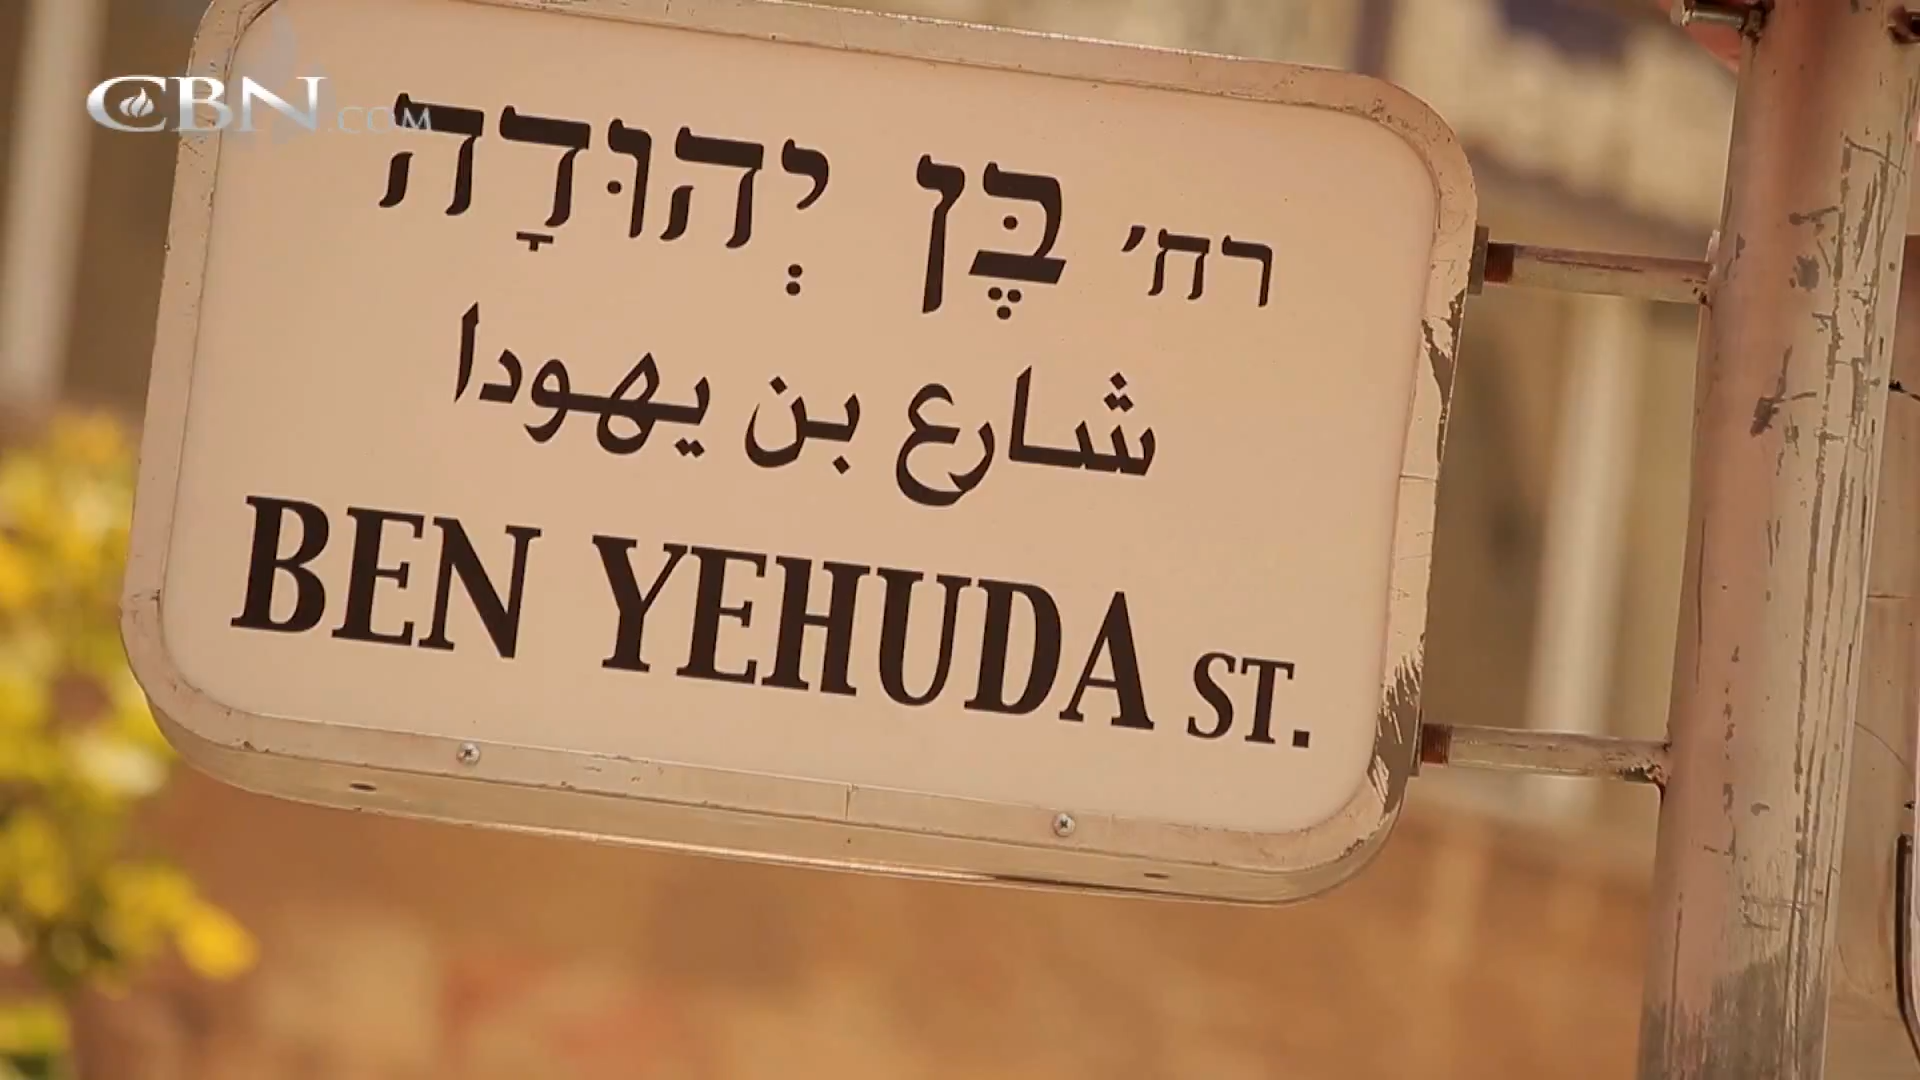 CBN.COM
רח' בֶּן יְהוּדָה
شارع بن يهودا
BEN YEHUDA ST.